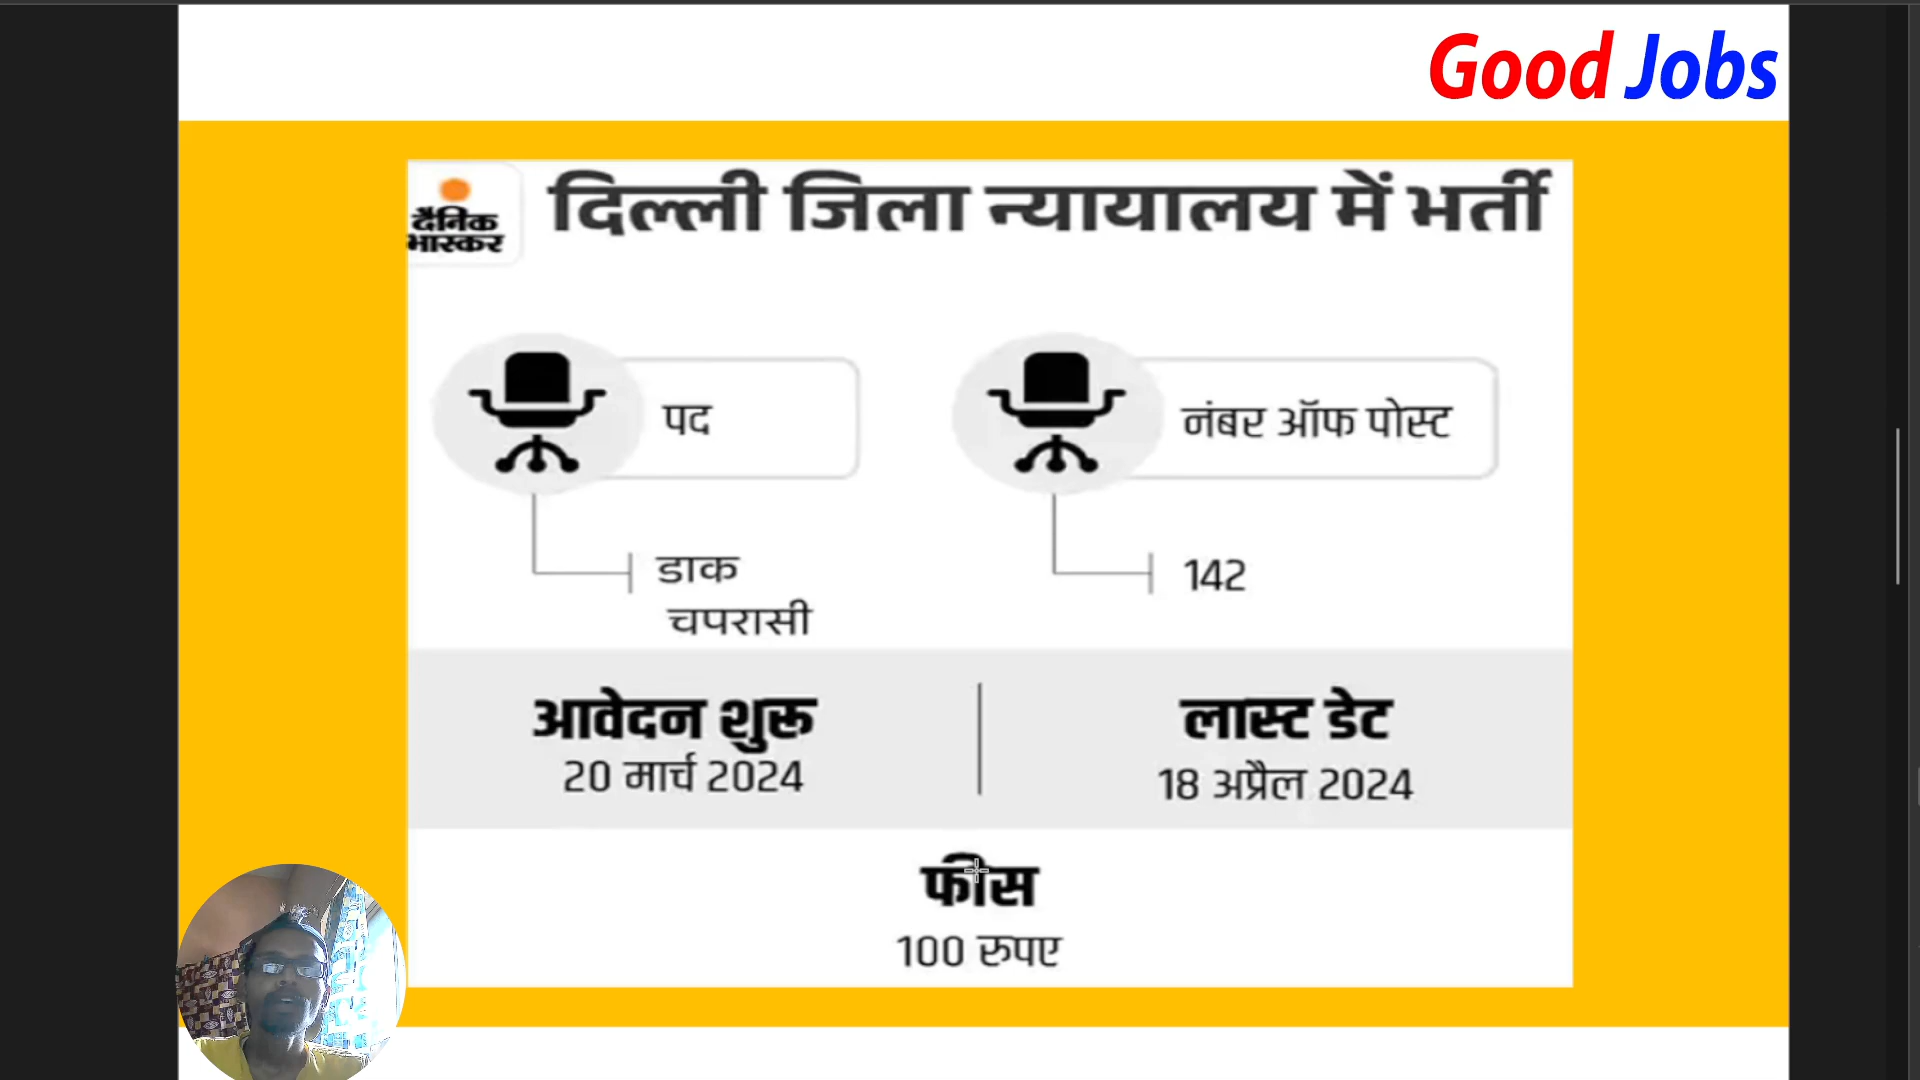 Good Jobs
दैनिक
भास्कर
दिल्ली जिला न्यायालय में भर्ती
पद
नंबर ऑफ पोस्ट
डाक
चपरासी
142
आवेदन शुरू
लास्ट डेट
20 मार्च 2024
18 अप्रैल 2024
फीस
100 रुपए